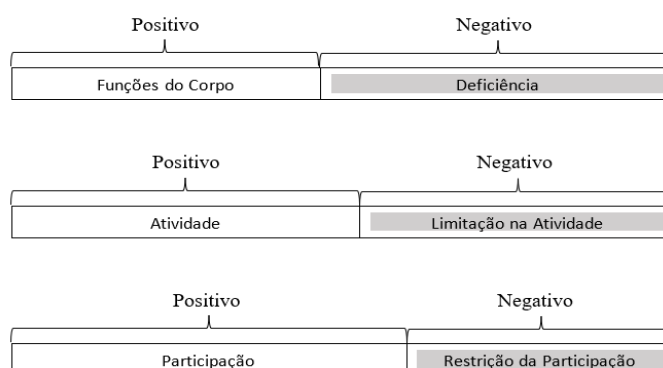 Positivo Negativo
Funções do Corpo Deficiência
Positivo Negativo
Atividade Limitação na Atividade
Positivo Negativo
Participação Restrição da Participação